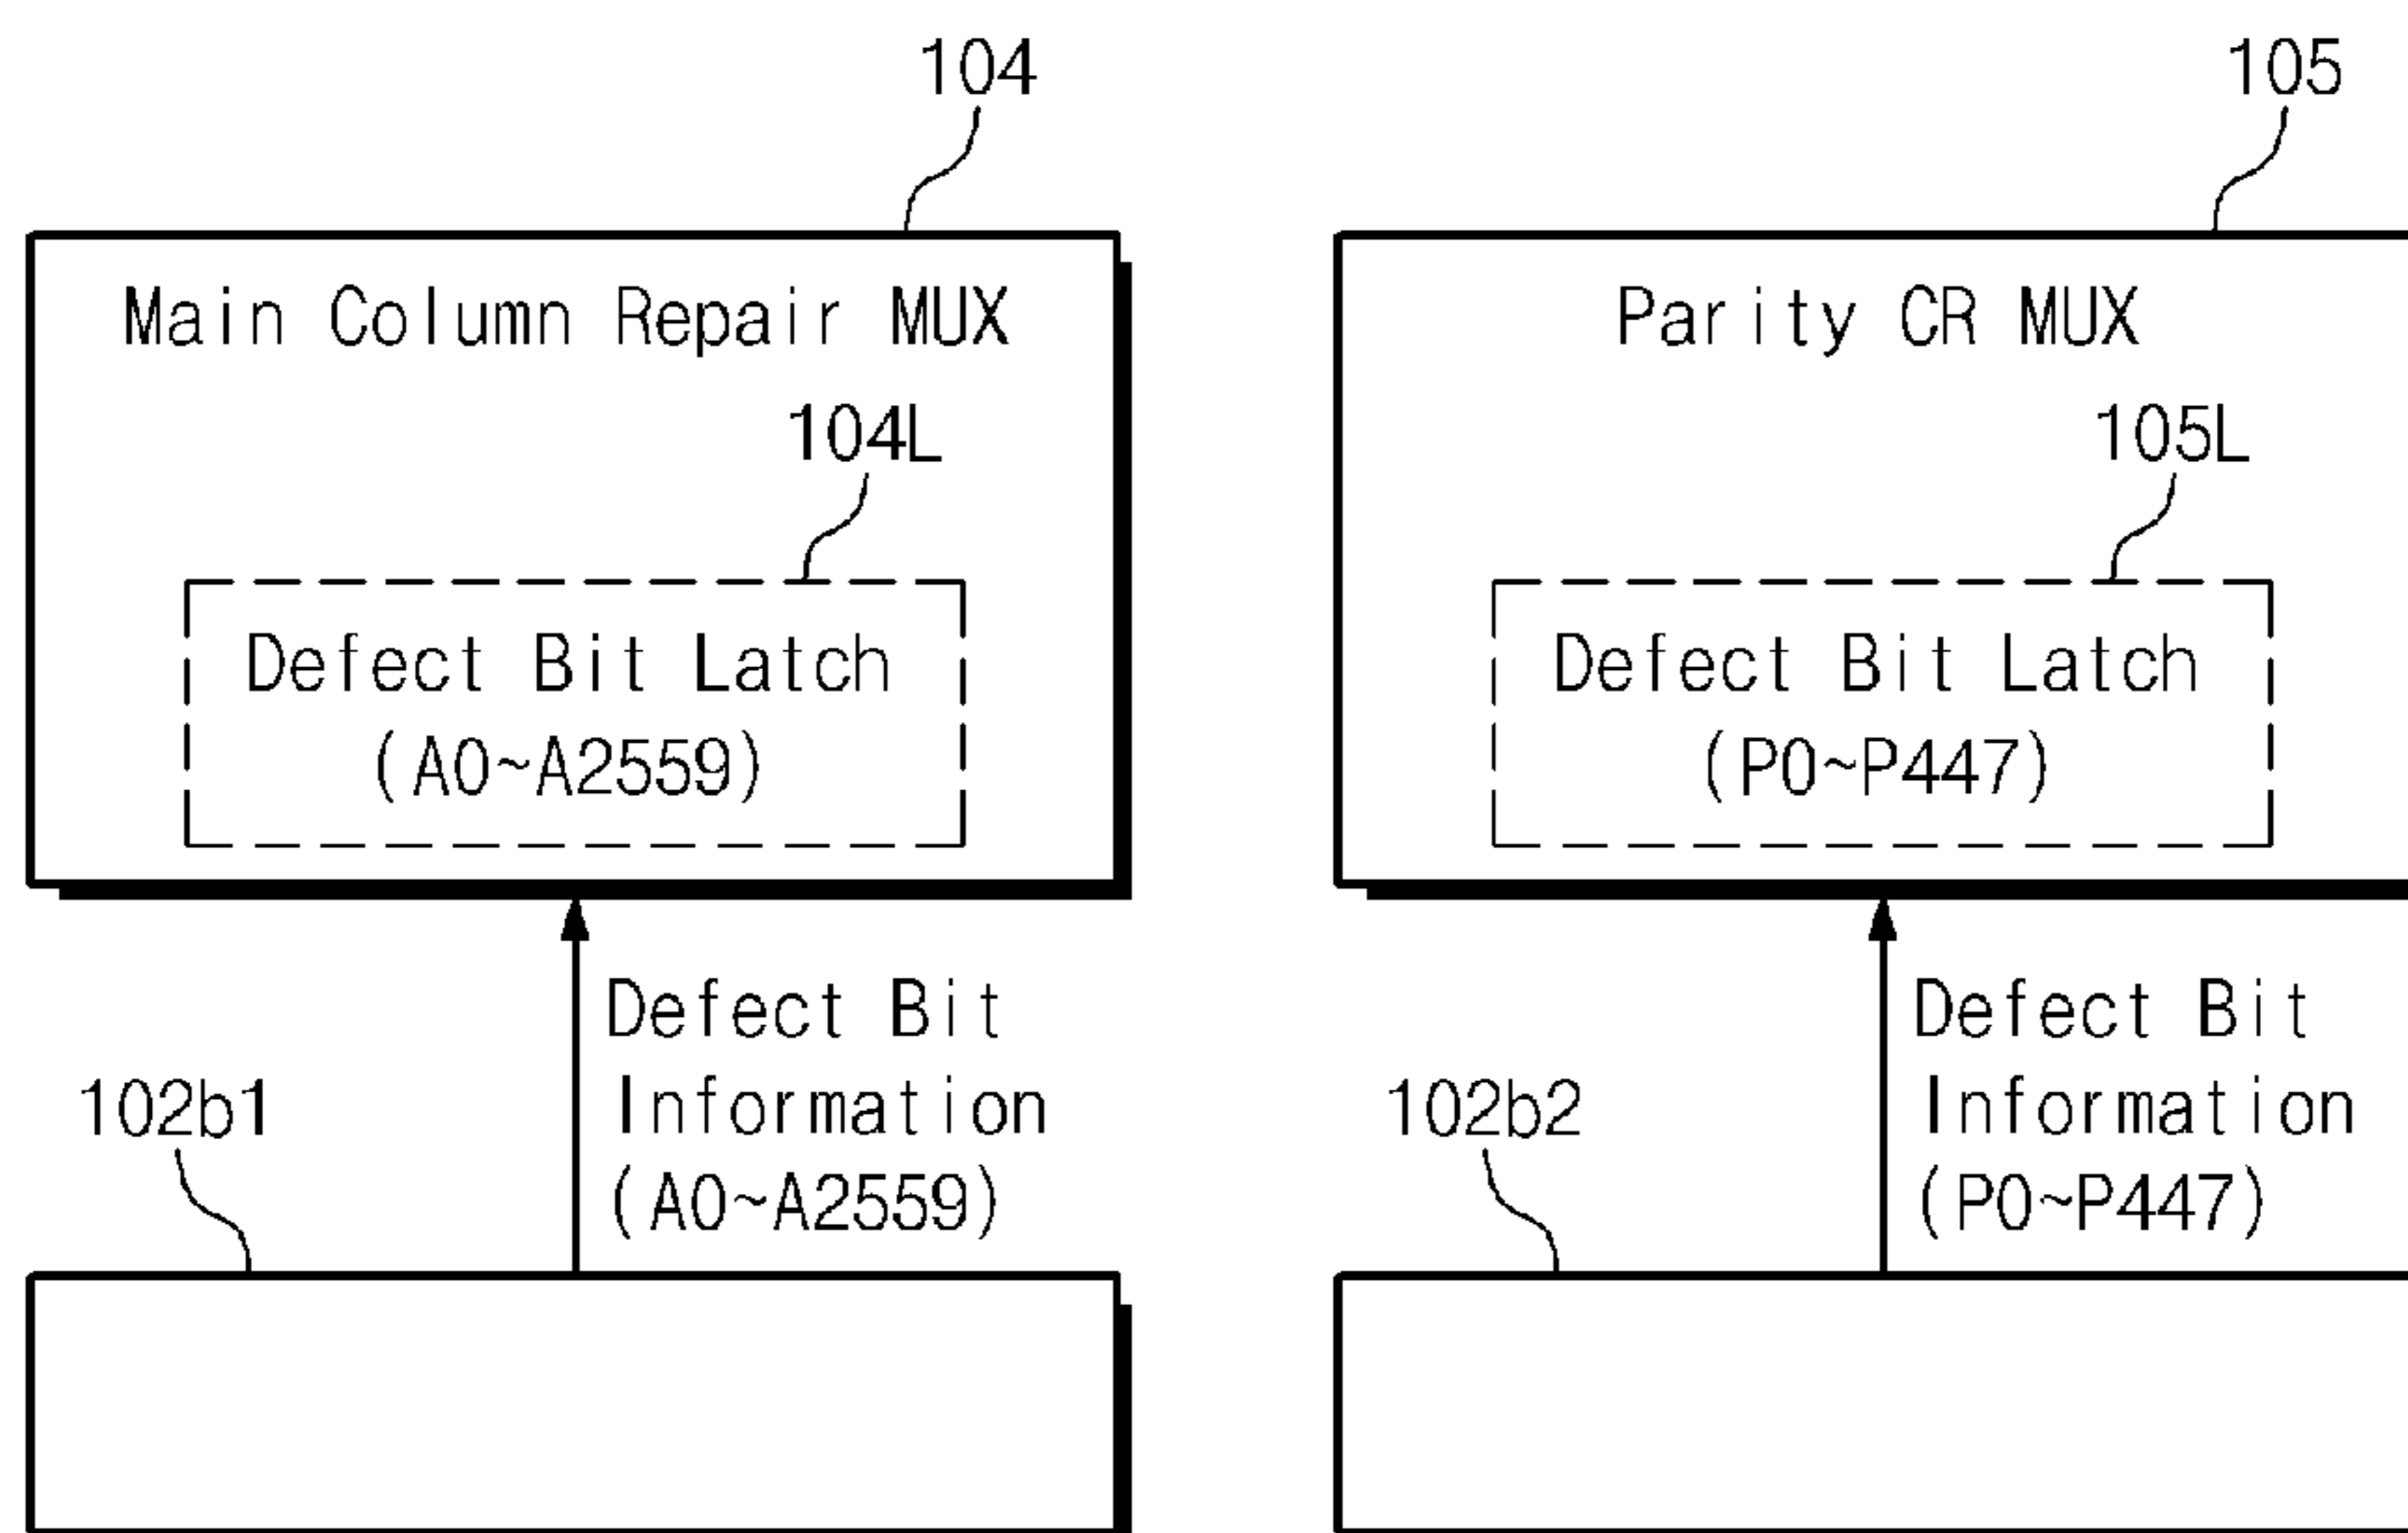 104
Main Column Repair MUX
104L
Defect Bit Latch
(A0~A2559)
Defect Bit
Information
(A0~A2559)
102b1
105
Parity CR MUX
105L
Defect Bit Latch
(P0~P447)
Defect Bit
Information
(P0~P447)
102b2